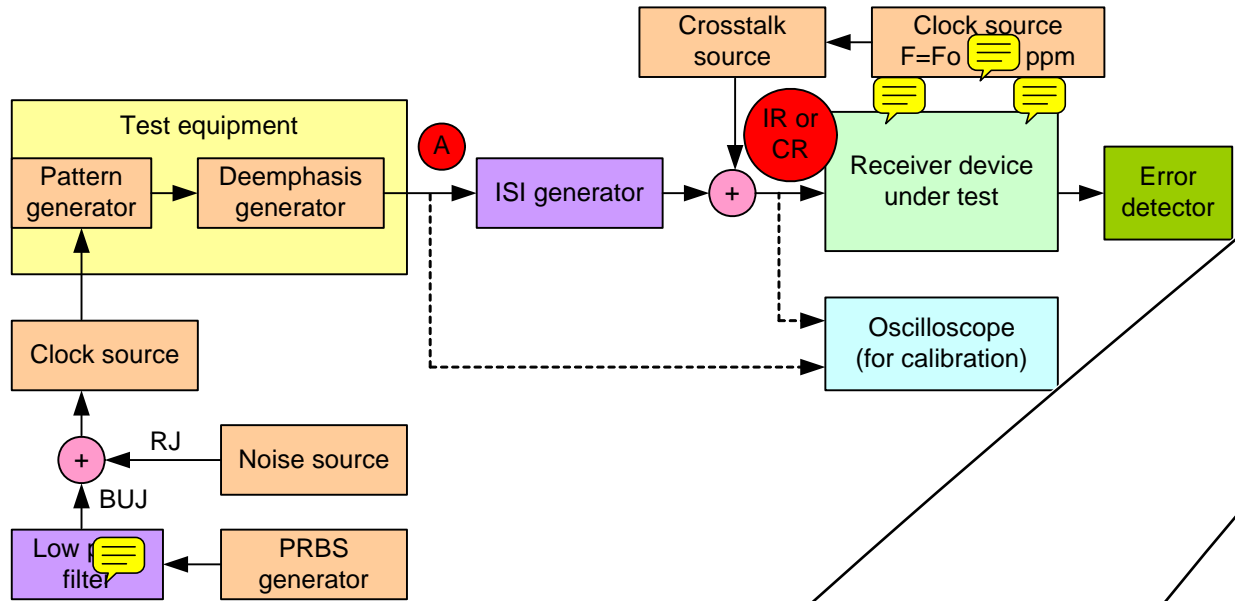 Crosstalk
source
Clock source
F=Fo ppm
Test equipment
A
IR or
CR
Pattern
generator
Deemphasis
generator
ISI generator
+
Receiver device
under test
Error
detector
Clock source
Oscilloscope
(for calibration)
RJ
+
Noise source
BUJ
Low
filter
PRBS
generator